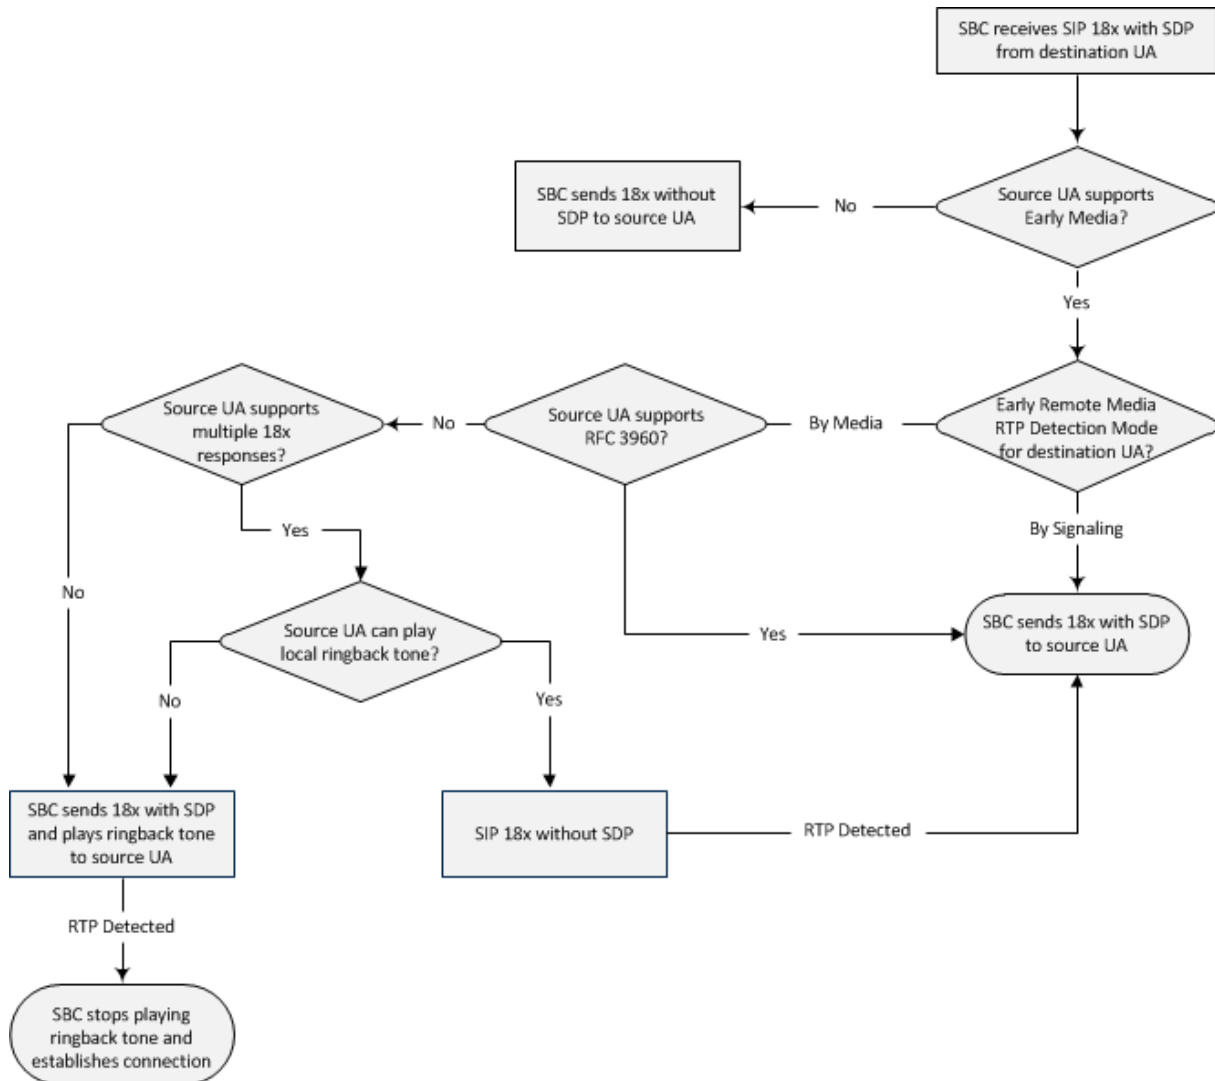 SBC receives SIP 18x with SDP
from destination UA
SBC sends 18x without
SDP to source UA
No
Source UA supports
Early Media?
Yes
Source UA supports
multiple 18x
responses?
No
Source UA supports
RFC 3960?
By Media
Early Remote Media
RTP Detection Mode
for destination UA?
Yes
By Signaling
No
Source UA can play
local ringback tone?
Yes
SBC sends 18x with SDP
to source UA
No
Yes
SBC sends 18x with SDP
and plays ringback tone
to source UA
SIP 18x without SDP
RTP Detected
RTP Detected
SBC stops playing
ringback tone and
establishes connection